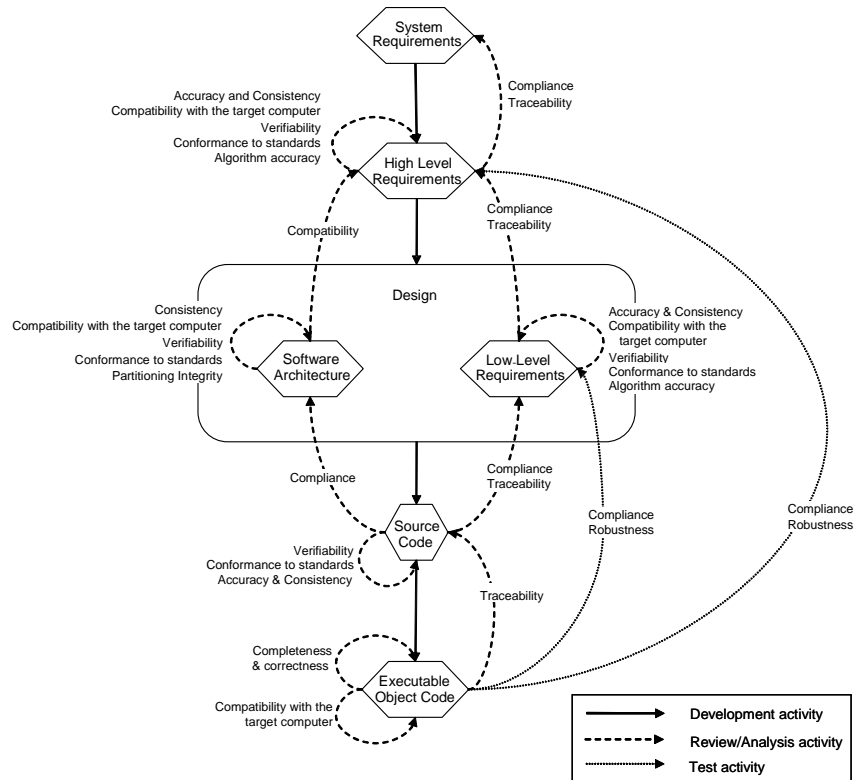 System
Requirements
Compliance
Traceability
Accuracy and Consistency
Compatibility with the target computer
Verifiability
Conformance to standards
Algorithm accuracy
High Level
Requirements
Compatibility
Compliance
Traceability
Design
Consistency
Compatibility with the target computer
Verifiability
Conformance to standards
Partitioning Integrity
Software
Architecture
Low-Level
Requirements
Accuracy & Consistency
Compatibility with the
target computer
Verifiability
Conformance to standards
Algorithm accuracy
Compliance
Compliance
Traceability
Compliance
Robustness
Compliance
Robustness
Source
Code
Verifiability
Conformance to standards
Accuracy & Consistency
Traceability
Completeness
& correctness
Executable
Object Code
Compatibility with the
target computer
Development activity
Review/Analysis activity
Test activity